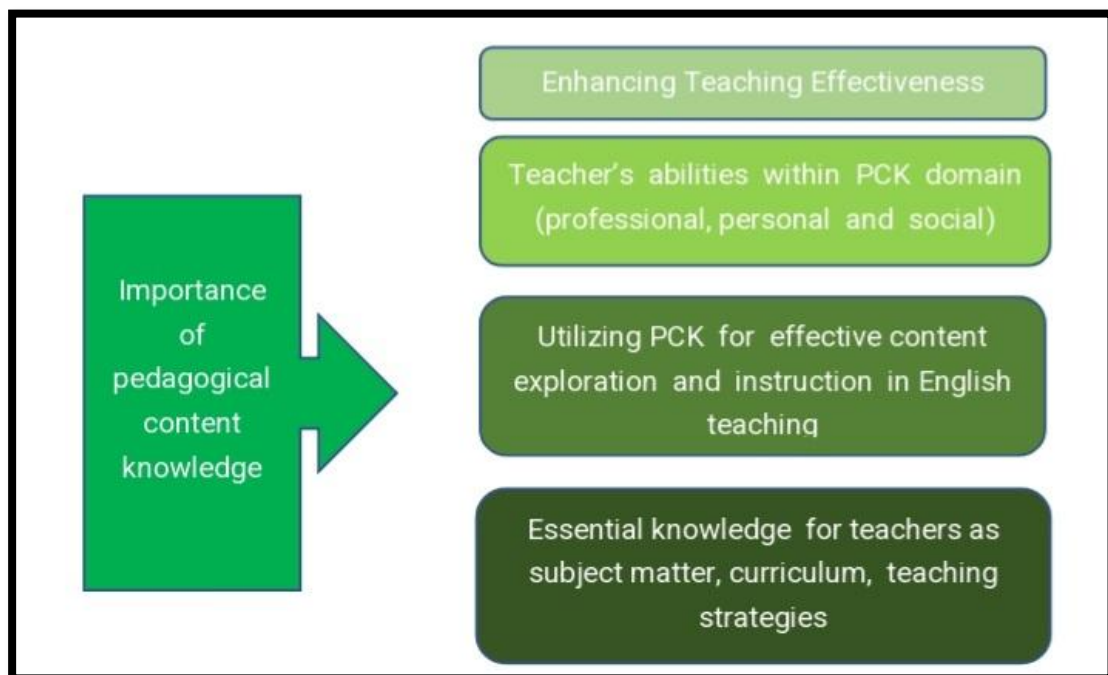 Importance
of
pedagogical
content
knowledge
Enhancing Teaching Effectiveness
Teacher's abilities within PCK domain
(professional, personal and social)
Utilizing PCK for effective content
exploration and instruction in English
teaching
Essential knowledge for teachers as
subject matter, curriculum, teaching
strategies